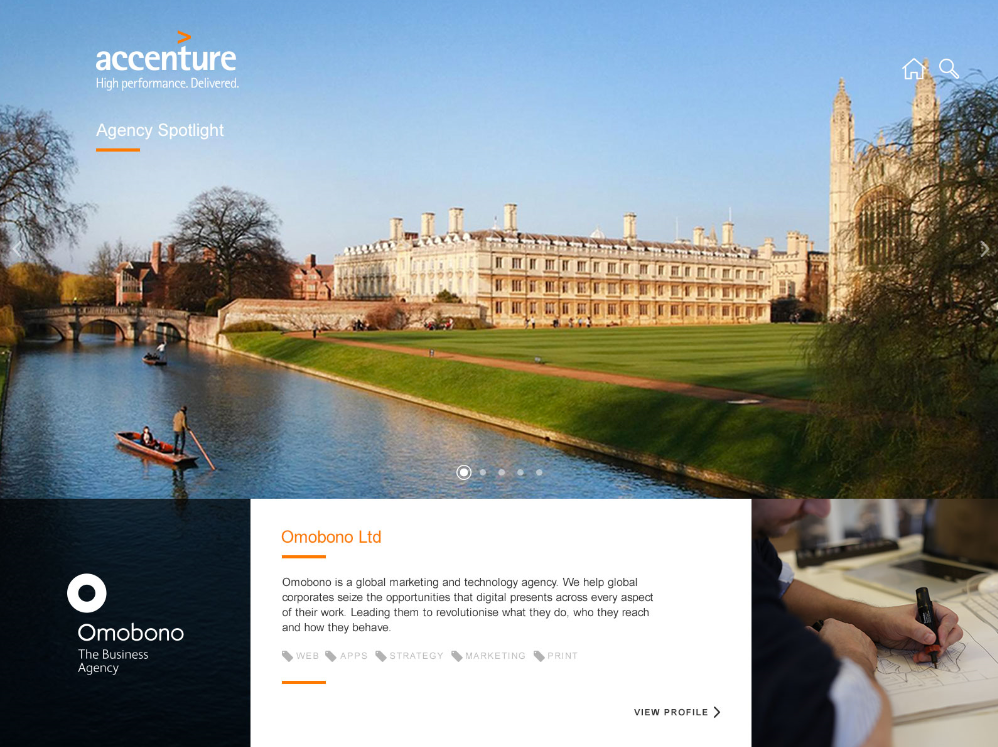 accenture
High performance. Delivered.
Agency Spotlight
Omobono
The Business
Agency
Omobono Ltd
Omobono is a global marketing and technology agency. We help global
corporates seize the opportunities that digital presents across every aspect
of their work. Leading them to revolutionise what they do, who they reach
and how they behave.
WEB APPS STRATEGY MARKETING PRINT
VIEW PROFILE